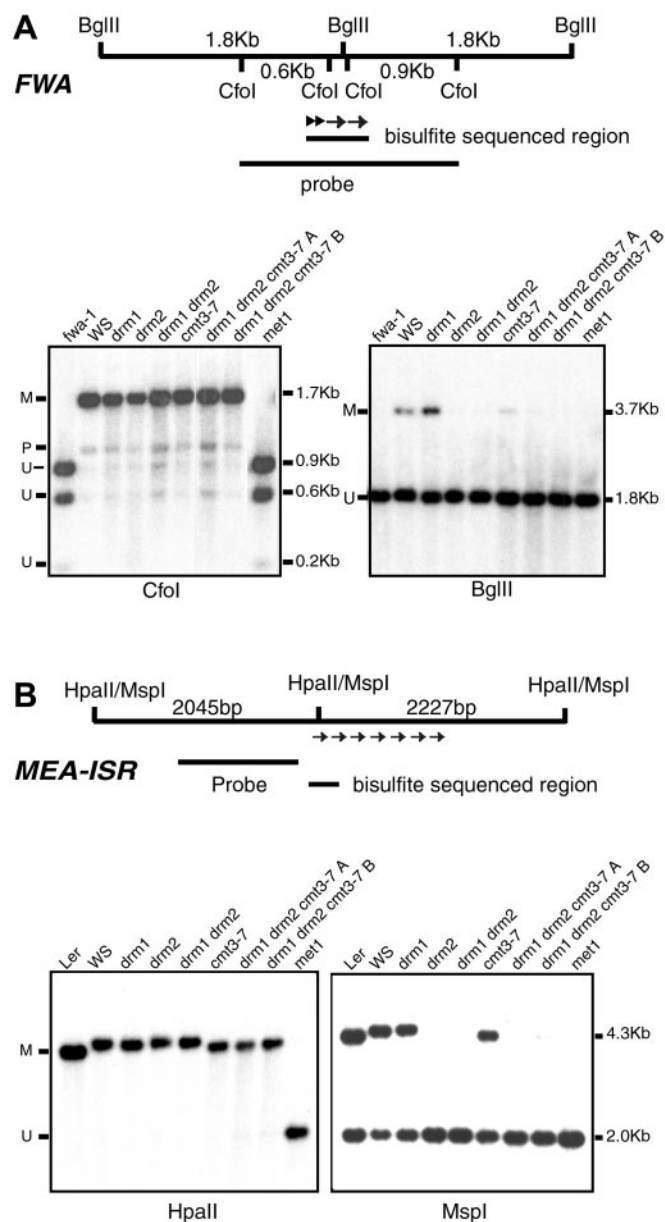 A
BglII BglII BglII
1.8Kb 1.8Kb
0.6Kb 0.9Kb
FWA
CfoI CfoI CfoI CfoI
bisulfite sequenced region
probe
fwa-1 WS drm1 drm2 drm1 drm2 cmt3-7 drm1 drm2 cmt3-7 A drm1 drm2 cmt3-7 B met1
M 1.7Kb
P
U 0.9Kb
U 0.6Kb
U 0.2Kb
CfoI
fwa-1 WS drm1 drm2 drm1 drm2 cmt3-7 drm1 drm2 cmt3-7 A drm1 drm2 cmt3-7 B met1
M 3.7Kb
U 1.8Kb
BglII
B
HpaII/MspI HpaII/MspI HpaII/MspI
2045bp 2227bp
MEA-ISR
Probe bisulfite sequenced region
Ler WS drm1 drm2 drm1 drm2 cmt3-7 drm1 drm2 cmt3-7 A drm1 drm2 cmt3-7 B met1
M
U
HpaII
Ler WS drm1 drm2 drm1 drm2 cmt3-7 drm1 drm2 cmt3-7 A drm1 drm2 cmt3-7 B met1
4.3Kb
2.0Kb
MspI